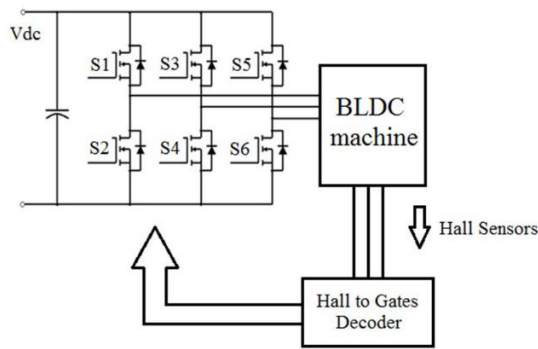 Vdc
S1
S3
S5
S2
S4
S6
BLDC
machine
Hall Sensors
Hall to Gates
Decoder